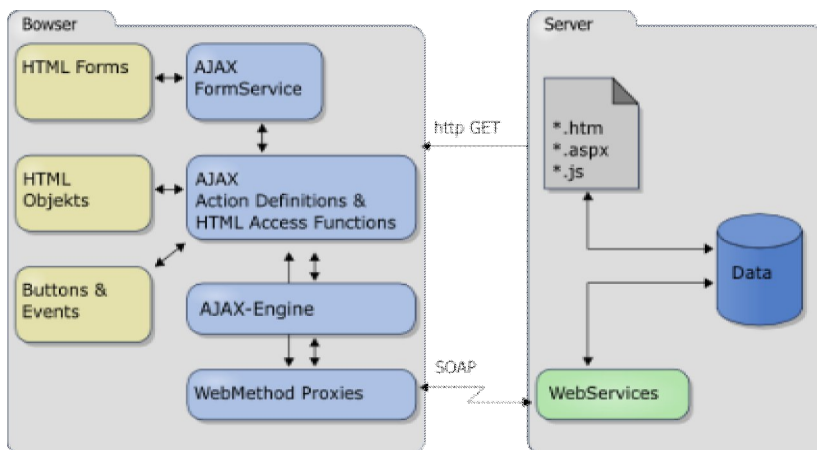 Bowser
Server
HTML Forms
AJAX
FormService
http GET
*.htm
*.aspx
*.js
HTML
Objekts
AJAX
Action Definitions &
HTML Access Functions
Buttons &
Events
AJAX-Engine
Data
SOAP
WebMethod Proxies
WebServices